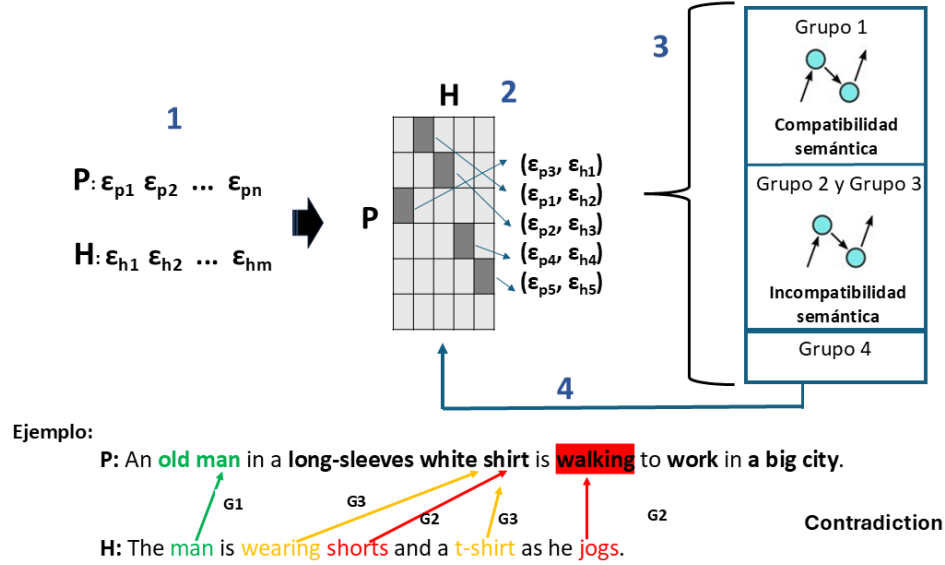 1
P: εp1 εp2 ... εpn
H: εh1 εh2 ... εhm
H
2
P
(εp3, εh1)
(εp1, εh2)
(εp2, εh3)
(εp4, εh4)
(εp5, εh5)
3
Grupo 1
Compatibilidad
semántica
Grupo 2 y Grupo 3
Incompatibilidad
semántica
Grupo 4
4
Ejemplo:
P: An old man in a long-sleeves white shirt is walking to work in a big city.
G1 G3 G2 G3 G2
Contradiction
H: The man is wearing shorts and a t-shirt as he jogs.